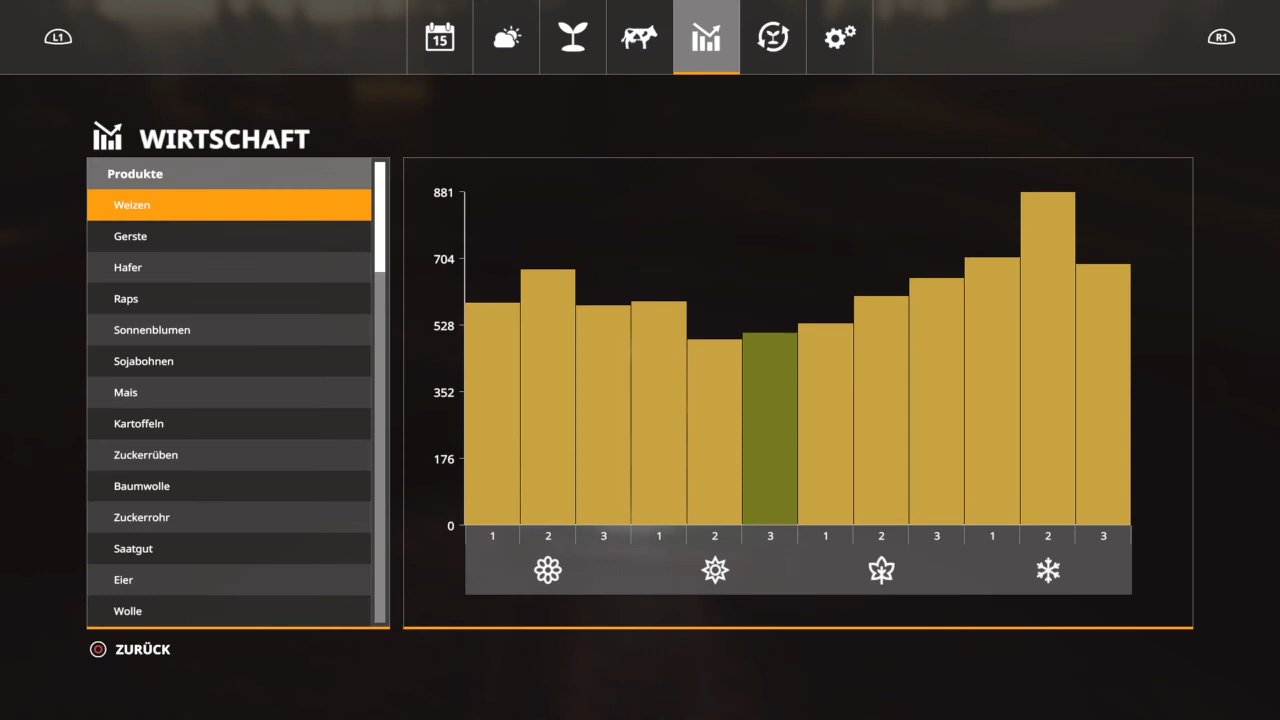 L1
15
R1
WIRTSCHAFT
Produkte
Weizen
Gerste
Hafer
Raps
Sonnenblumen
Sojabohnen
Mais
Kartoffeln
Zuckerrüben
Baumwolle
Zuckerrohr
Saatgut
Eier
Wolle
881
704
528
352
176
0
1 2 3 1 2 3 1 2 3 1 2 3
ZURÜCK